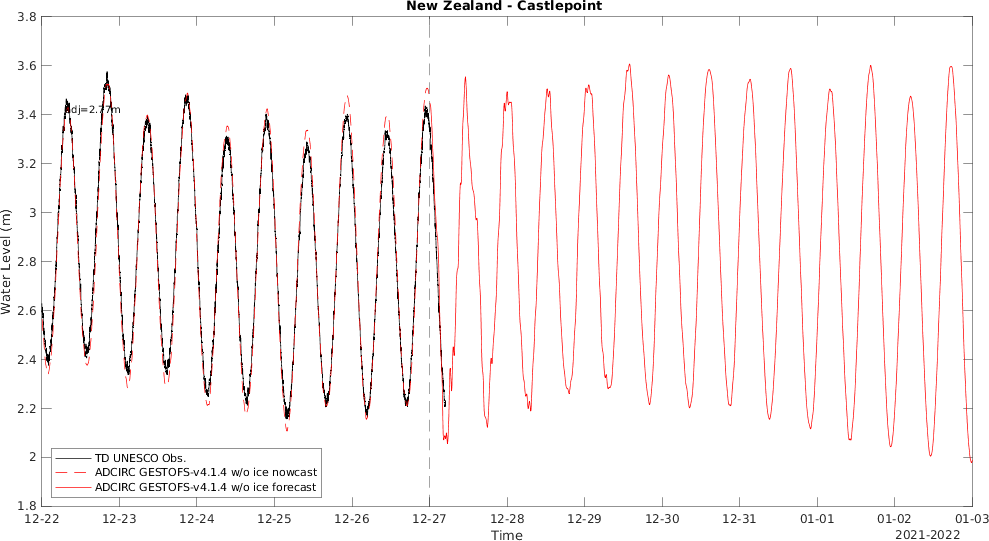 New Zealand - Castlepoint
Water Level (m)
3.8
3.6
3.4
3.2
3
2.8
2.6
2.4
2.2
2
1.8
Adj=2.77m
TD UNESCO Obs.
ADCIRC GESTOFS-v4.1.4 w/o ice nowcast
ADCIRC GESTOFS-v4.1.4 w/o ice forecast
12-22 12-23 12-24 12-25 12-26 12-27 12-28 12-29 12-30 12-31 01-01 01-02 01-03
Time
2021-2022